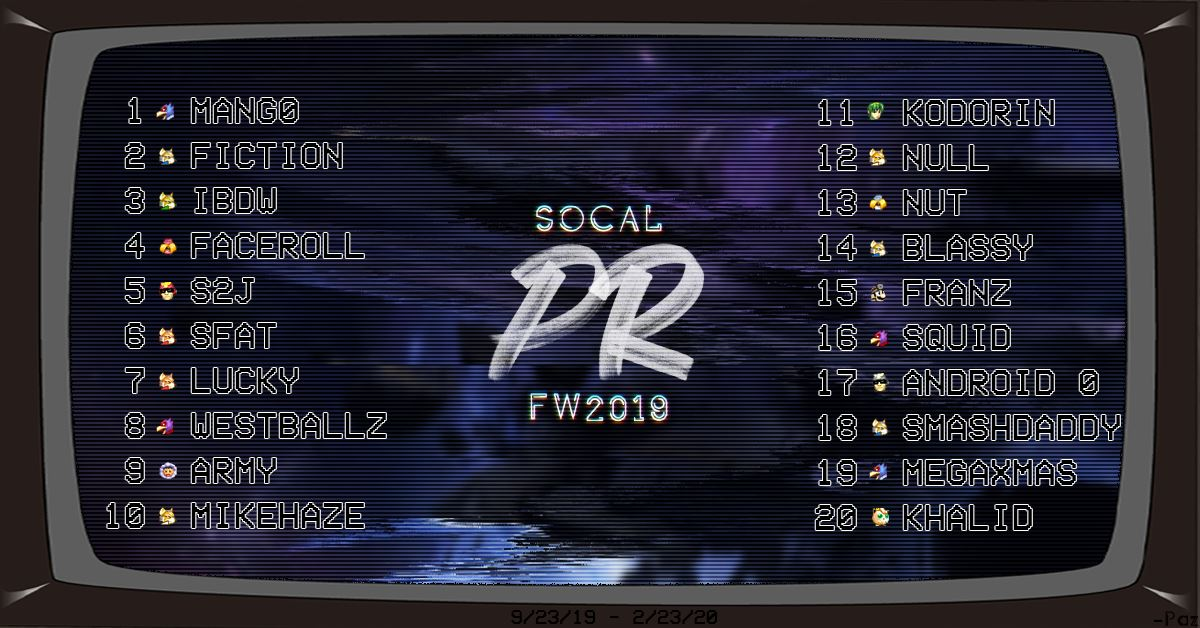 1 MANG0
2 FICTION
3 IBDW
4 FACEROLL
5 S2J
6 SFAT
7 LUCKY
8 WESTBALLZ
9 ARMY
10 MIKEHAZE
SOCAL
PR
FW2019
11 KODORIN
12 NULL
13 NUT
14 BLASSY
15 FRANZ
16 SQUID
17 ANDROID 0
18 SMASHDADDY
19 MEGAXMAS
20 KHALID
9/23/19 - 2/23/20